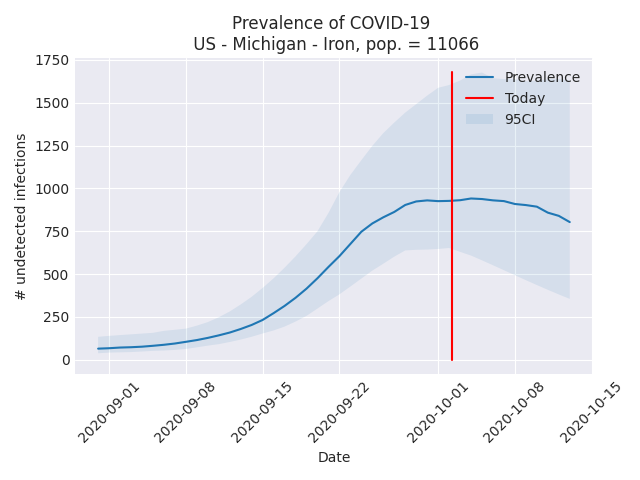 Prevalence of COVID-19
US - Michigan - Iron, pop. = 11066
# undetected infections
1750
1500
1250
1000
750
500
250
0
Prevalence
Today
95CI
2020-09-01
2020-09-08
2020-09-15
2020-09-22
2020-10-01
2020-10-08
2020-10-15
Date